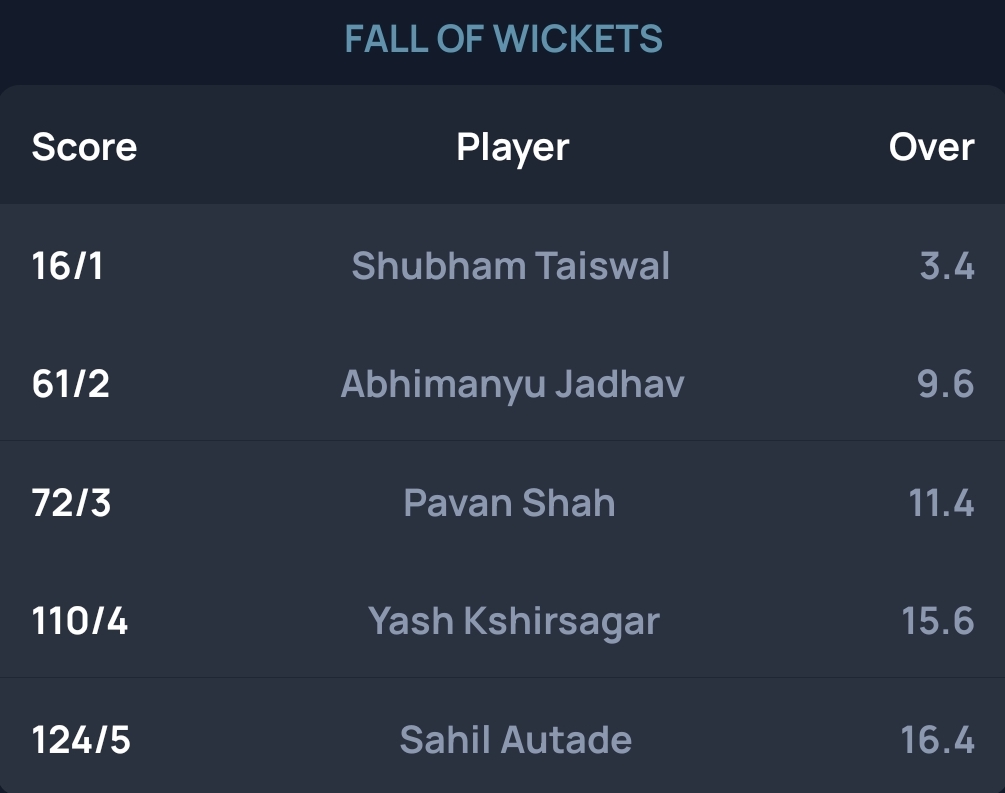 FALL OF WICKETS
Score Player Over
16/1 Shubham Taiswal 3.4
61/2 Abhimanyu Jadhav 9.6
72/3 Pavan Shah 11.4
110/4 Yash Kshirsagar 15.6
124/5 Sahil Autade 16.4